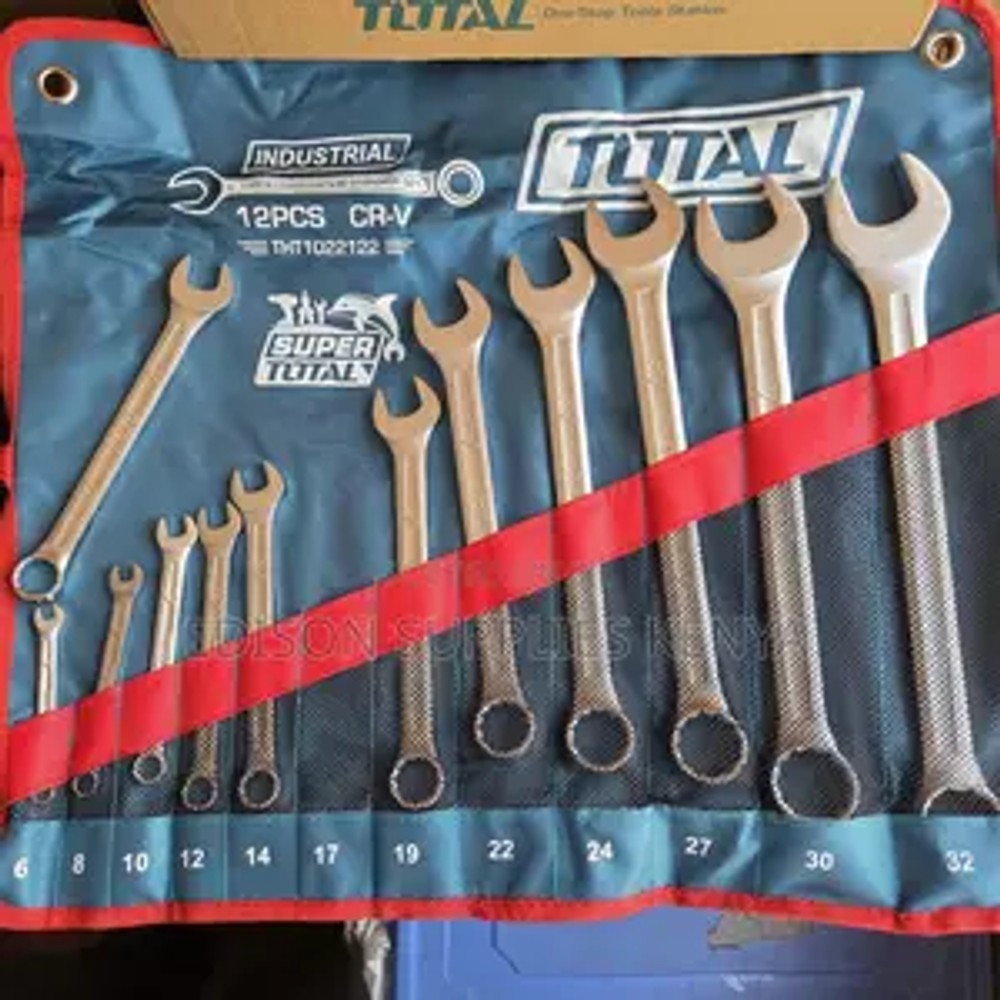 TOTAL One-Stop Tools Station
INDUSTRIAL
TOTAL
12PCS CR-V
THT1022122
SUPER
TOTAL
EDISON SUPPLIES KENYA
6 8 10 12 14 17 19 22 24 27 30 32